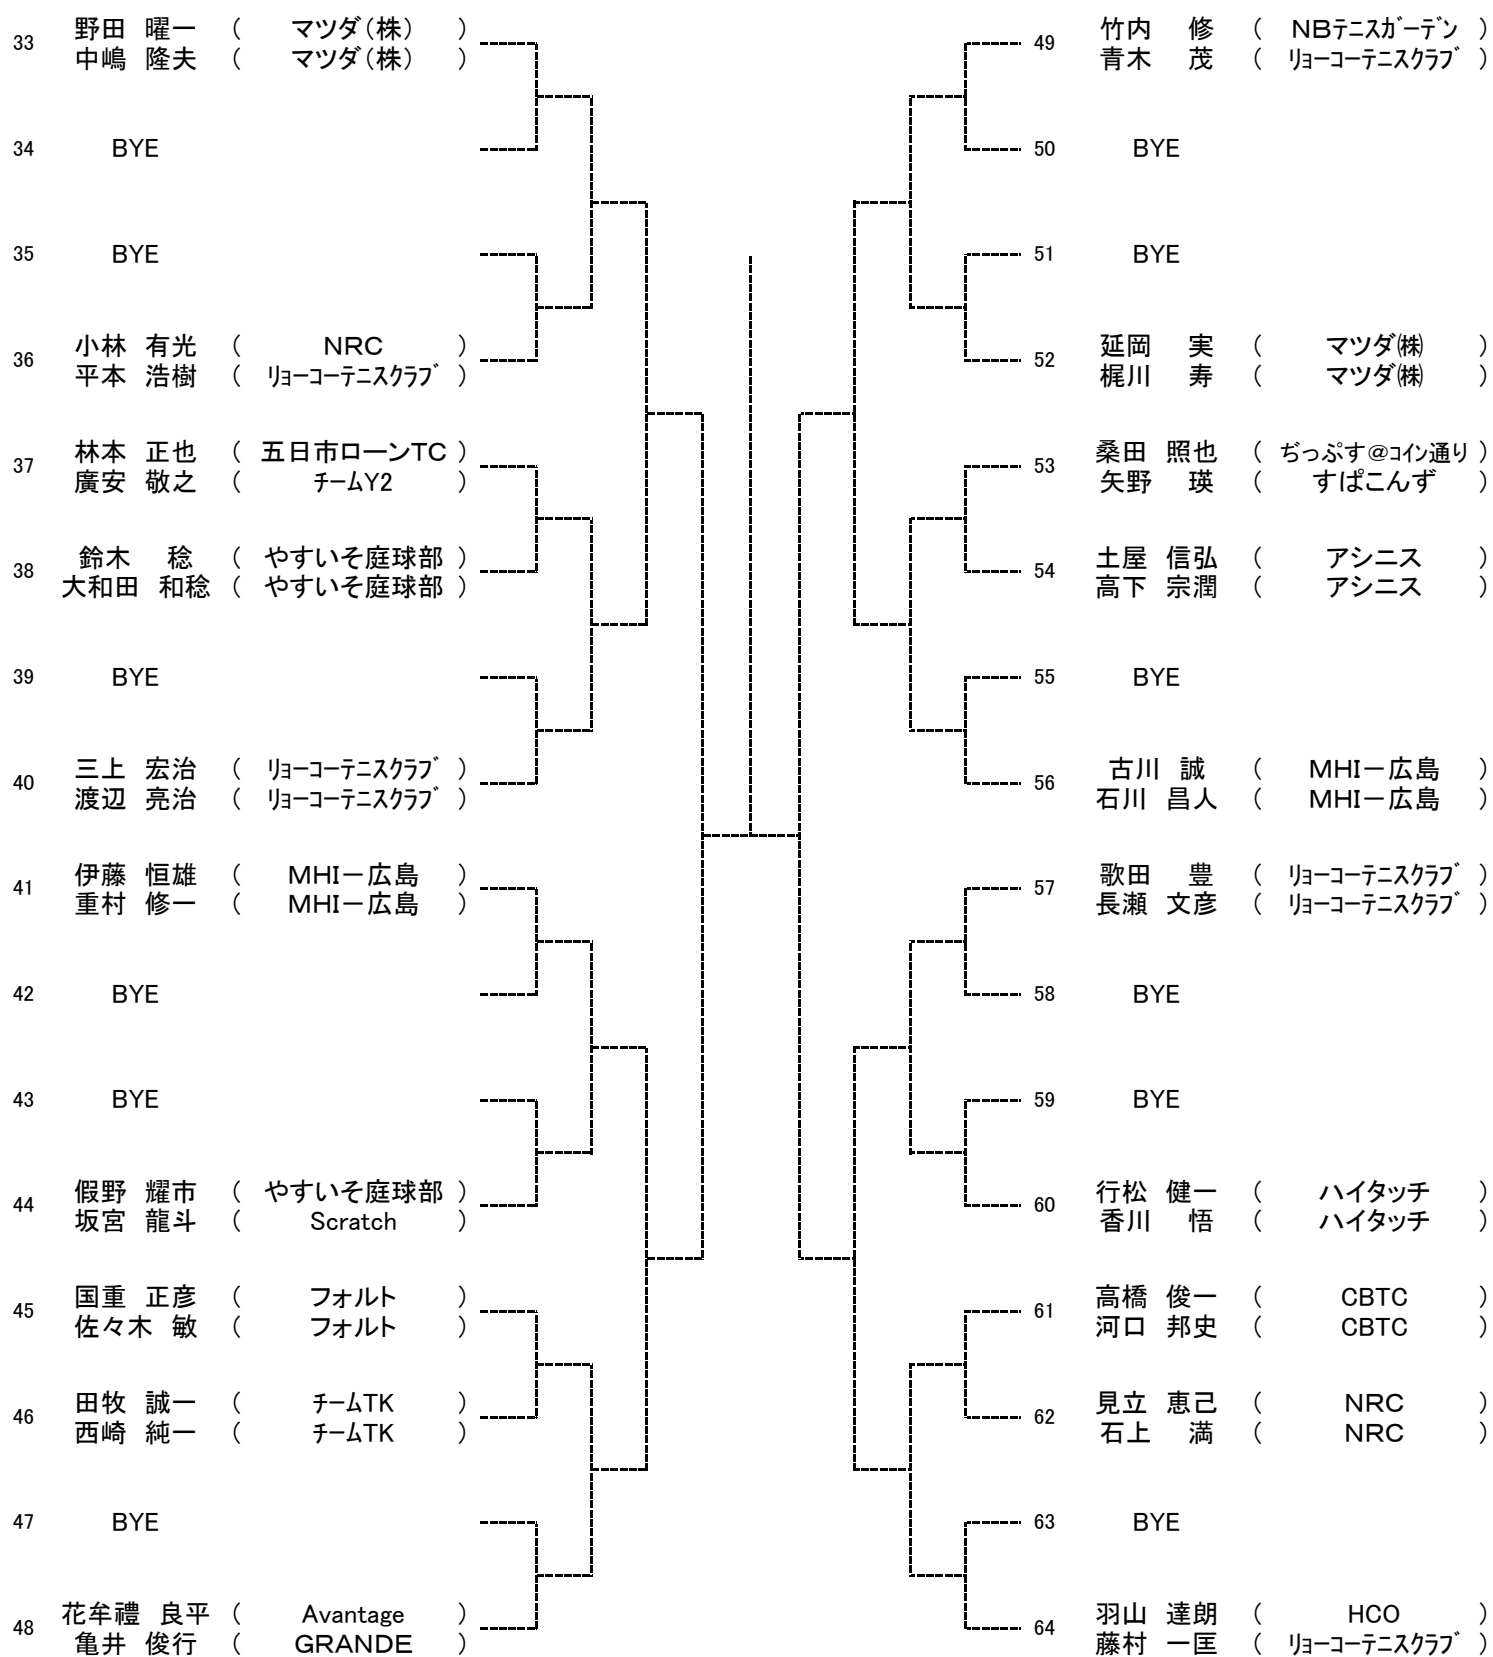 野田 曜一 ( マツダ(株) )
33
中嶋 隆夫 ( マツダ(株) )
34 BYE
35 BYE
小林 有光 ( NRC )
36
平本 浩樹 ( リョーコーテニスクラブ )
林本 正也 ( 五日市ローンTC )
37
廣安 敬之 ( チームY2 )
鈴木 稔 ( やすいそ庭球部 )
38
大和田 和稔 ( やすいそ庭球部 )
39 BYE
三上 宏治 ( リョーコーテニスクラブ )
40
渡辺 亮治 ( リョーコーテニスクラブ )
伊藤 恒雄 ( MHI－広島 )
41
重村 修一 ( MHI－広島 )
42 BYE
43 BYE
假野 耀市 ( やすいそ庭球部 )
44
坂宮 龍斗 ( Scratch )
国重 正彦 ( フォルト )
45
佐々木 敏 ( フォルト )
田牧 誠一 ( チームTK )
46
西崎 純一 ( チームTK )
47 BYE
花牟禮 良平 ( Avantage )
48
亀井 俊行 ( GRANDE )
竹内 修 ( NBテニスガーデン )
49
青木 茂 ( リョーコーテニスクラブ )
50 BYE
51 BYE
延岡 実 ( マツダ㈱ )
52
梶川 寿 ( マツダ㈱ )
桑田 照也 ( ぢっぷす@コイン通り )
53
矢野 瑛 ( すぱこんず )
土屋 信弘 ( アシニス )
54
高下 宗潤 ( アシニス )
55 BYE
古川 誠 ( MHI－広島 )
56
石川 昌人 ( MHI－広島 )
歌田 豊 ( リョーコーテニスクラブ )
57
長瀬 文彦 ( リョーコーテニスクラブ )
58 BYE
59 BYE
行松 健一 ( ハイタッチ )
60
香川 悟 ( ハイタッチ )
高橋 俊一 ( CBTC )
61
河口 邦史 ( CBTC )
見立 恵己 ( NRC )
62
石上 満 ( NRC )
63 BYE
羽山 達朗 ( HCO )
64
藤村 一匡 ( リョーコーテニスクラブ )